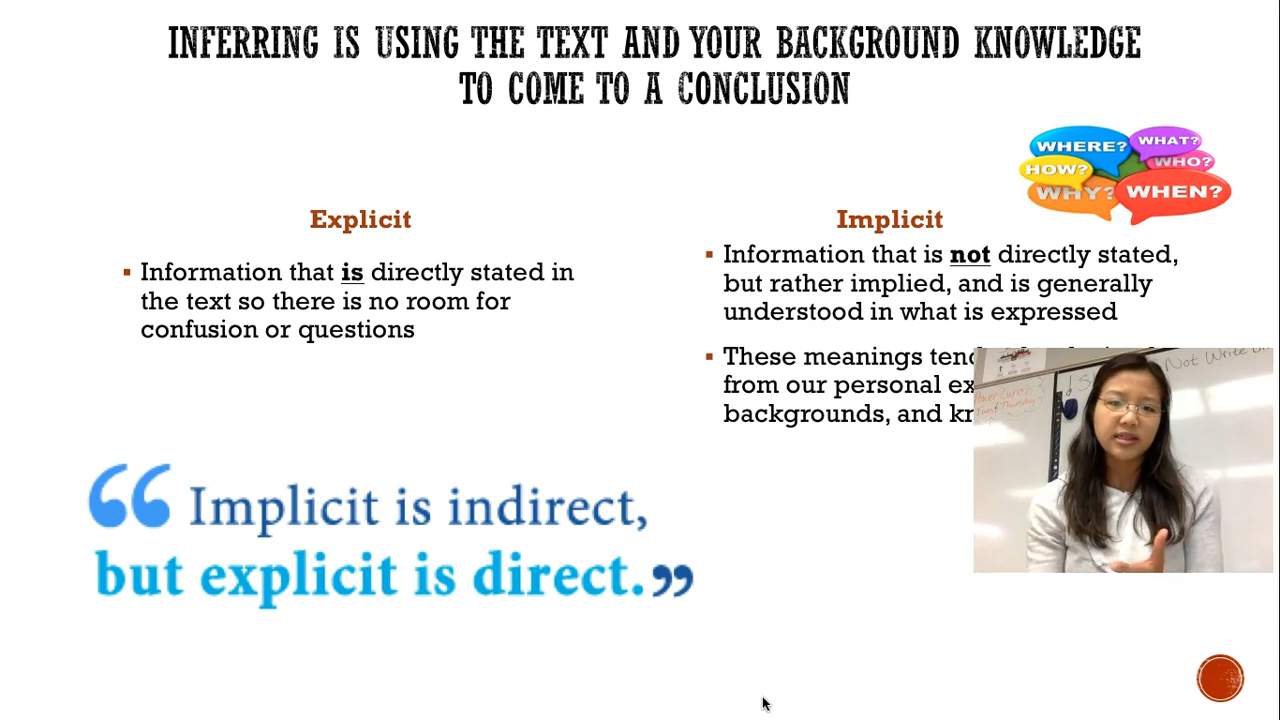 INFERRING IS USING THE TEXT AND YOUR BACKGROUND KNOWLEDGE
TO COME TO A CONCLUSION
WHERE?
WHAT?
HOW?
WHO?
WHY?
WHEN?
Explicit
▪ Information that is directly stated in
the text so there is no room for
confusion or questions
Implicit
▪ Information that is not directly stated,
but rather implied, and is generally
understood in what is expressed
▪ These meanings tend
from our personal
backgrounds, and
Not Write
“Implicit is indirect,
but explicit is direct.”